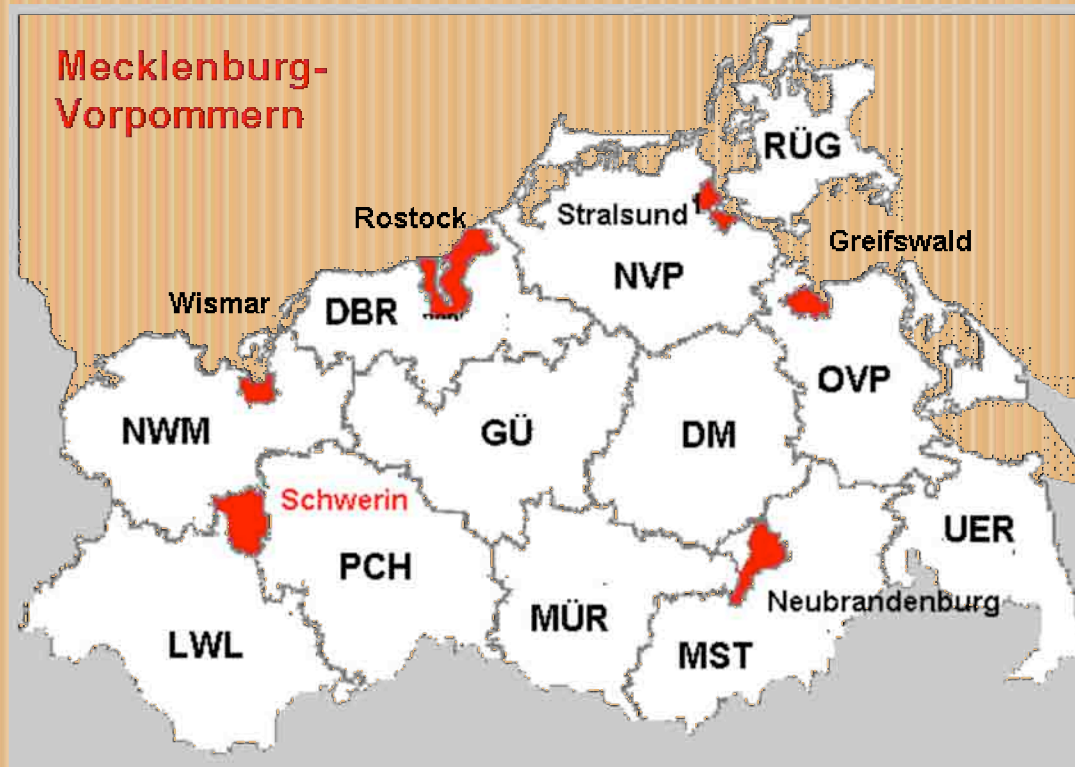 Mecklenburg-
Vorpommern
RÜG
Rostock
Stralsund
Greifswald
NVP
Wismar
DBR
OVP
NWM
GÜ
DM
Schwerin
UER
PCH
Neubrandenburg
MÜR
LWL
MST